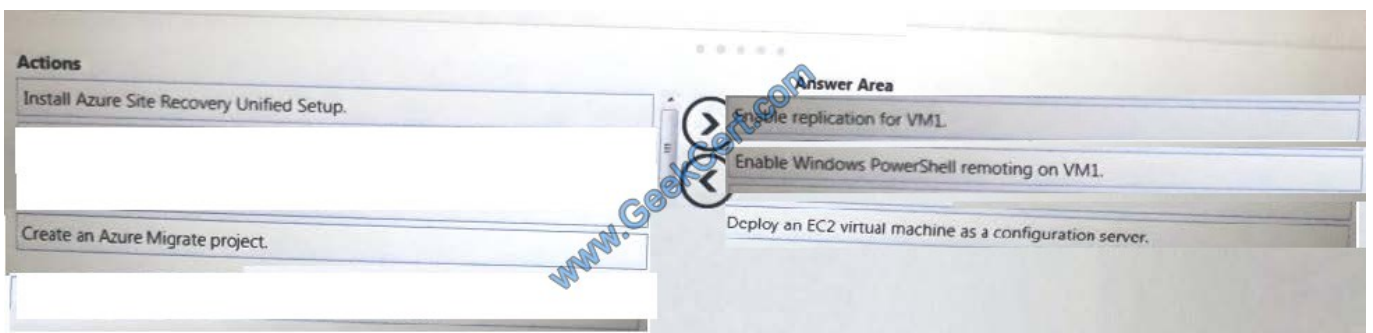 Actions
Answer Area
Install Azure Site Recovery Unified Setup.
Enable replication for VM1.
Enable Windows PowerShell remoting on VM1.
Create an Azure Migrate project.
Deploy an EC2 virtual machine as a configuration server.
www.GeekCert.com